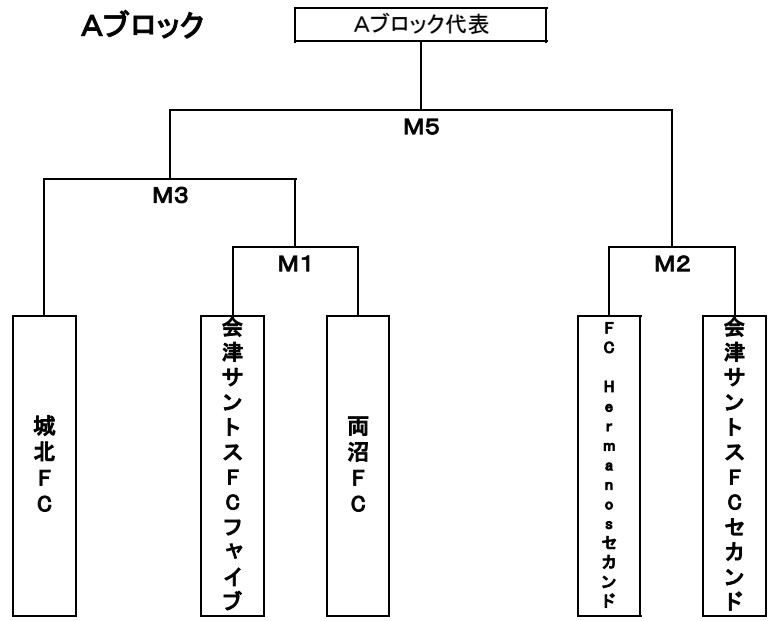 Aブロック
Aブロック代表
M5
M3
M1
M2
城北FC
会津サントスFCファイブ
両沼FC
FC Hermanosセカンド
会津サントスFCセカンド